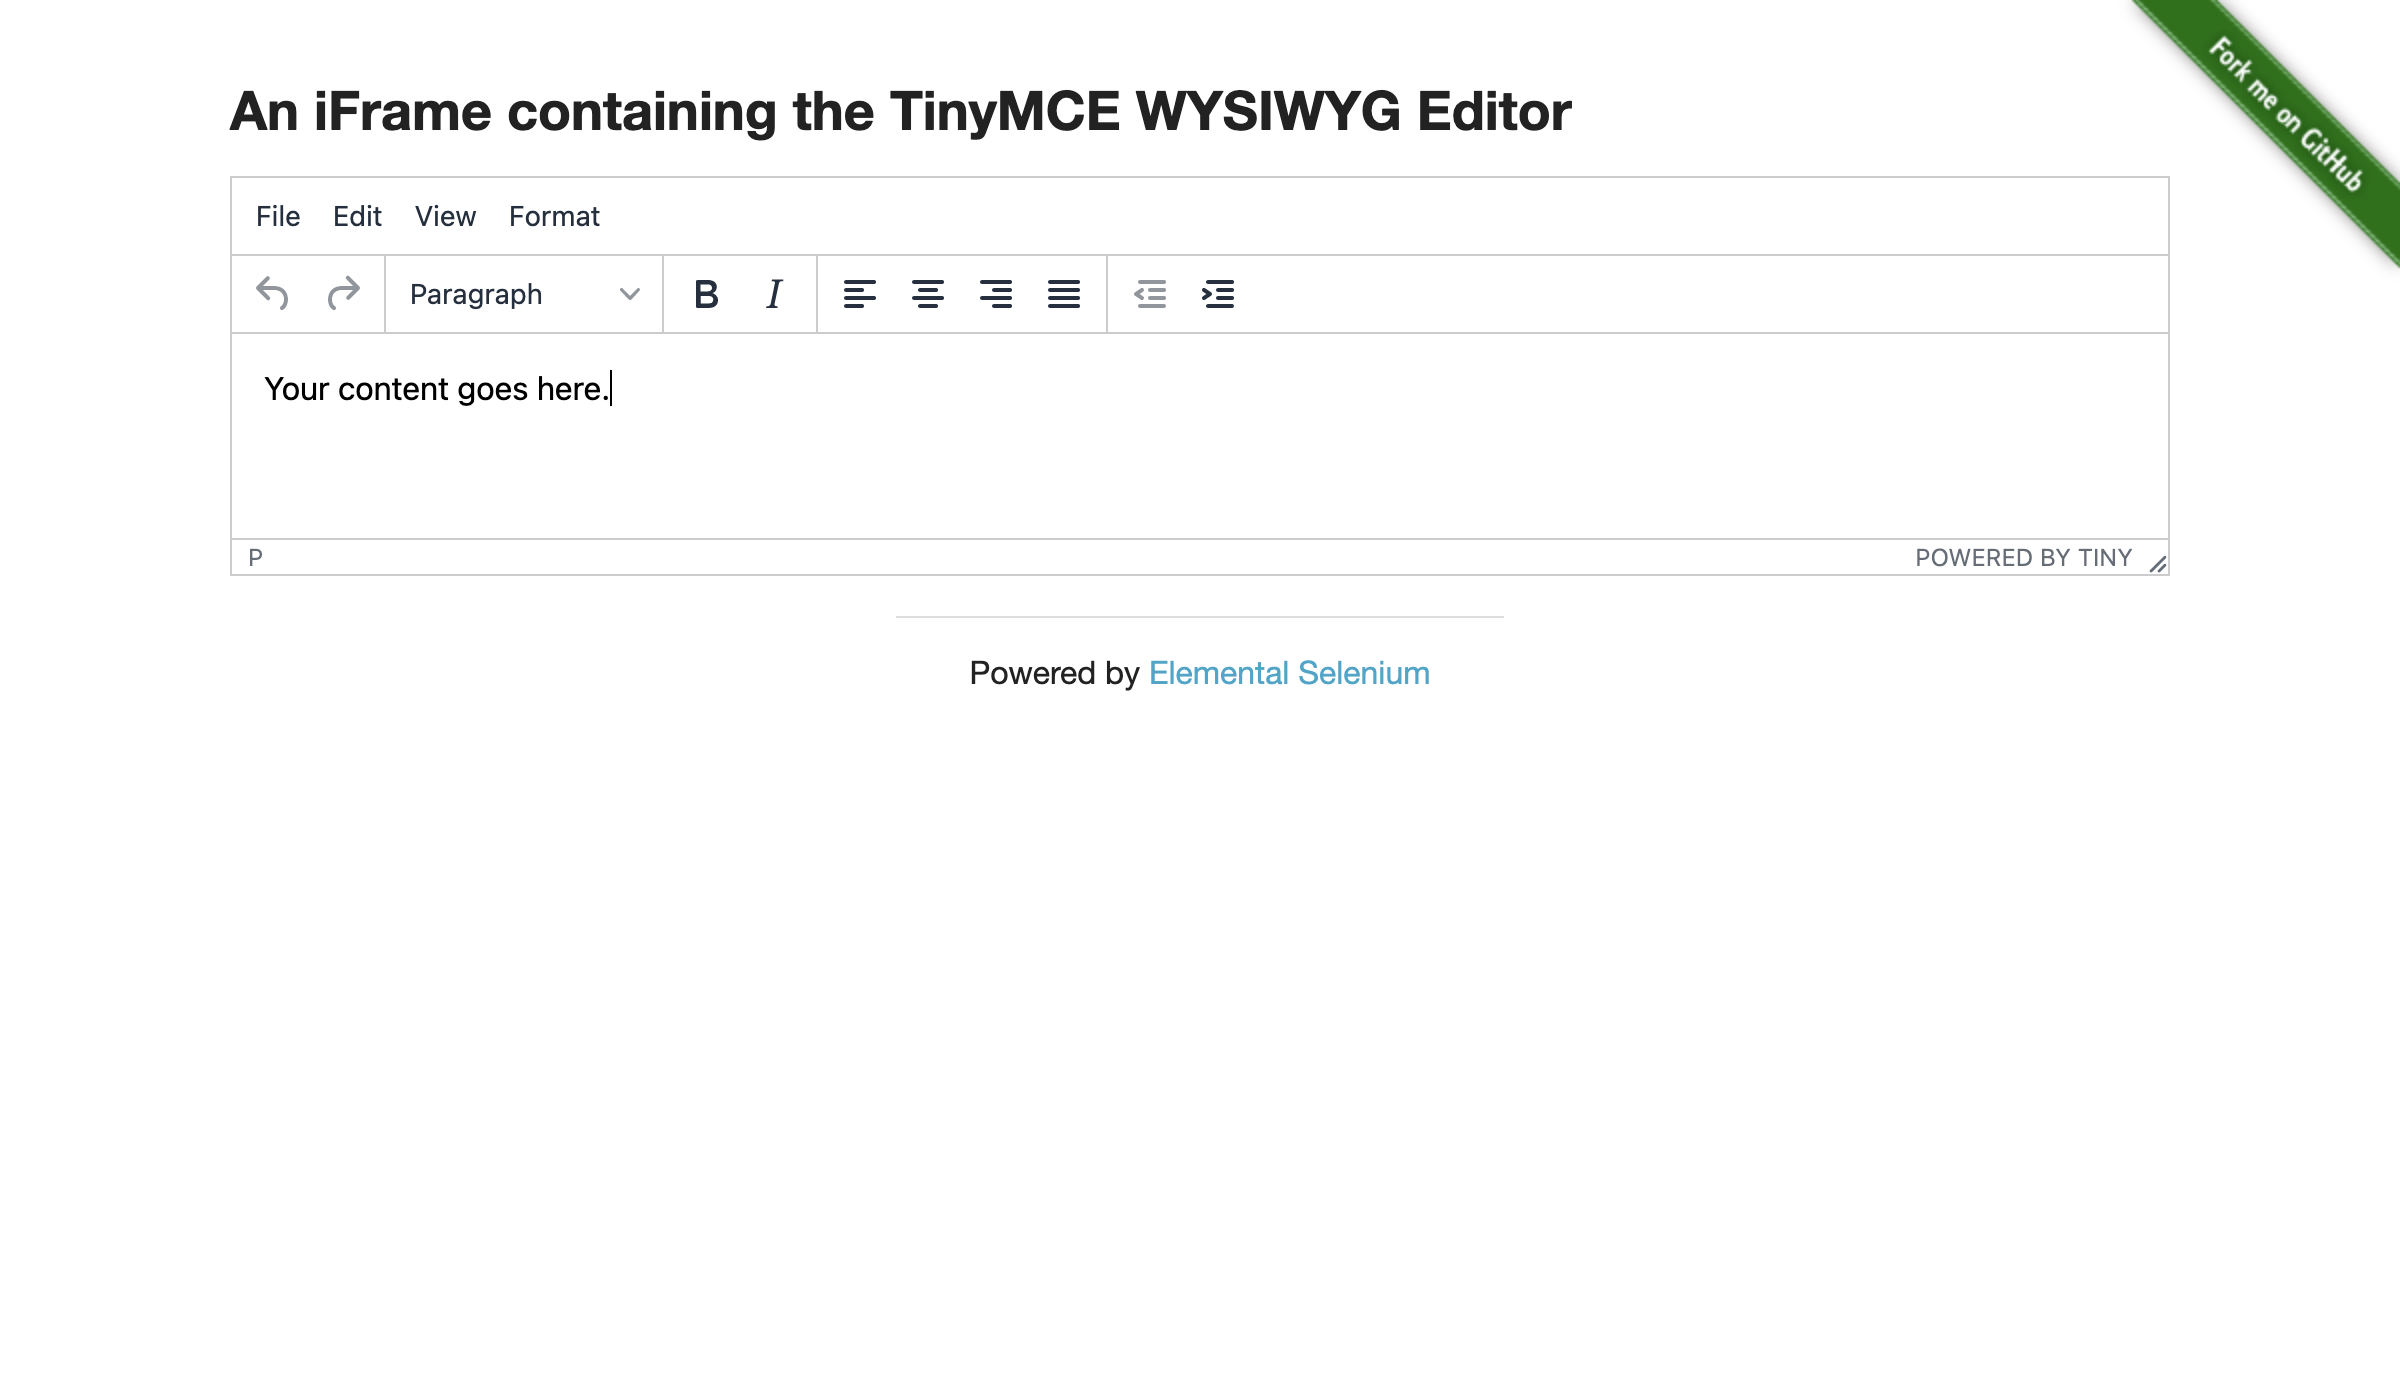 Fork me on GitHub
An iFrame containing the TinyMCE WYSIWYG Editor
File Edit View Format
Paragraph B I
Your content goes here.
P POWERED BY TINY
Powered by Elemental Selenium